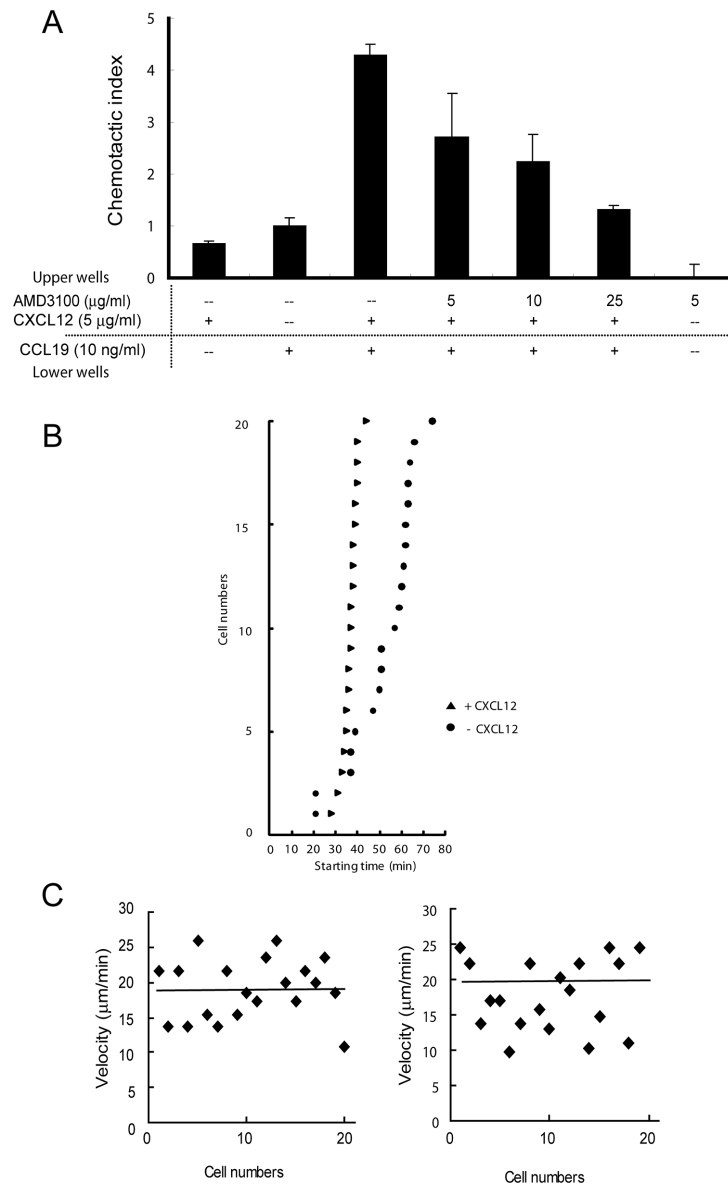 A
Chemotactic index
5
4
3
2
1
0
Upper wells
AMD3100 (μg/ml) -- -- -- 5 10 25 5
CXCL12 (5 μg/ml) + -- + + + + --
CCL19 (10 ng/ml) -- + + + + + --
Lower wells
B
Cell numbers
20
15
10
5
0
▲ + CXCL12
● - CXCL12
0 10 20 30 40 50 60 70 80
Starting time (min)
C
Velocity (μm/min)
30
25
20
15
10
5
0
0 10 20
Cell numbers
Velocity (μm/min)
30
25
20
15
10
5
0
0 10 20
Cell numbers